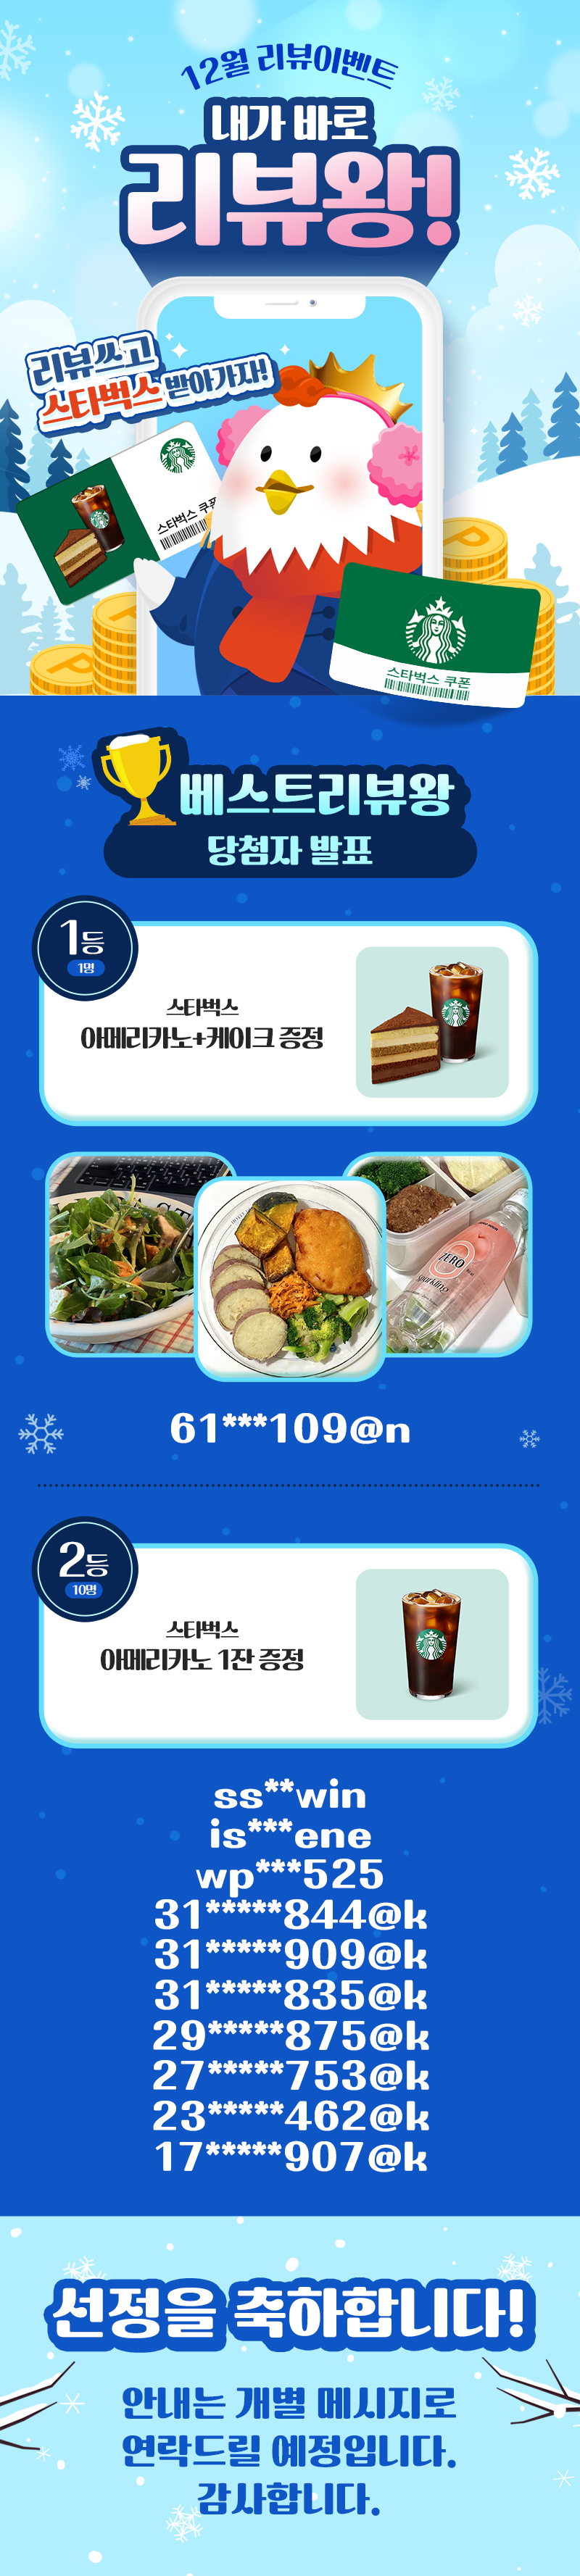 12월 리뷰이벤트
내가 바로
리뷰왕!
리뷰쓰고
스타벅스 받아가자!
스타벅스 쿠폰
스타벅스 쿠폰
베스트리뷰왕
당첨자 발표
1등
1명
스타벅스
아메리카노+케이크 증정
ZERO
sparkling
61***109@n
2등
10명
스타벅스
아메리카노 1잔 증정
ss**win
is***ene
wp***525
31*****844@k
31*****909@k
31*****835@k
29*****875@k
27*****753@k
23*****462@k
17*****907@k
선정을 축하합니다!
안내는 개별 메시지로
연락드릴 예정입니다.
감사합니다.